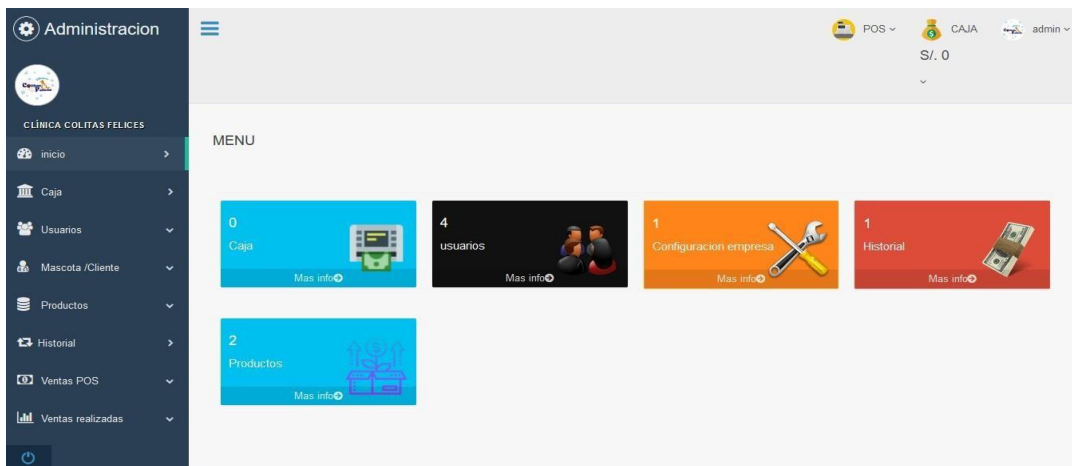 Administracion
POS
CAJA
admin
S/. 0
CLÍNICA COLITAS FELICES
inicio
Caja
Usuarios
Mascota /Cliente
Productos
Historial
Ventas POS
Ventas realizadas
MENU
0
Caja
Mas info
4
usuarios
Mas info
1
Configuracion empresa
Mas info
1
Historial
Mas info
2
Productos
Mas info